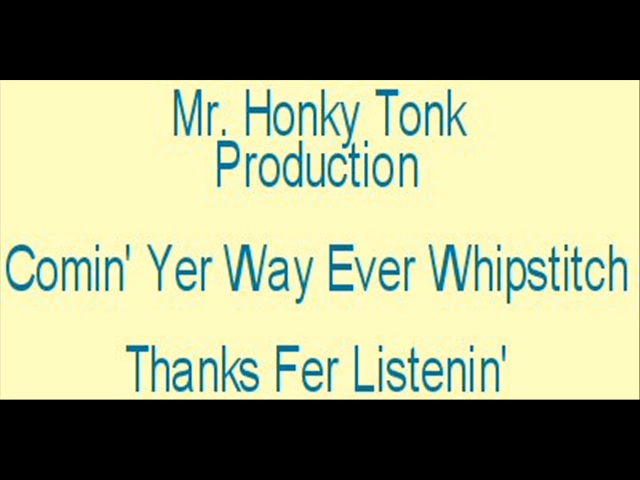 Mr. Honky Tonk
Production
Comin' Yer Way Ever Whipstitch
Thanks Fer Listenin'